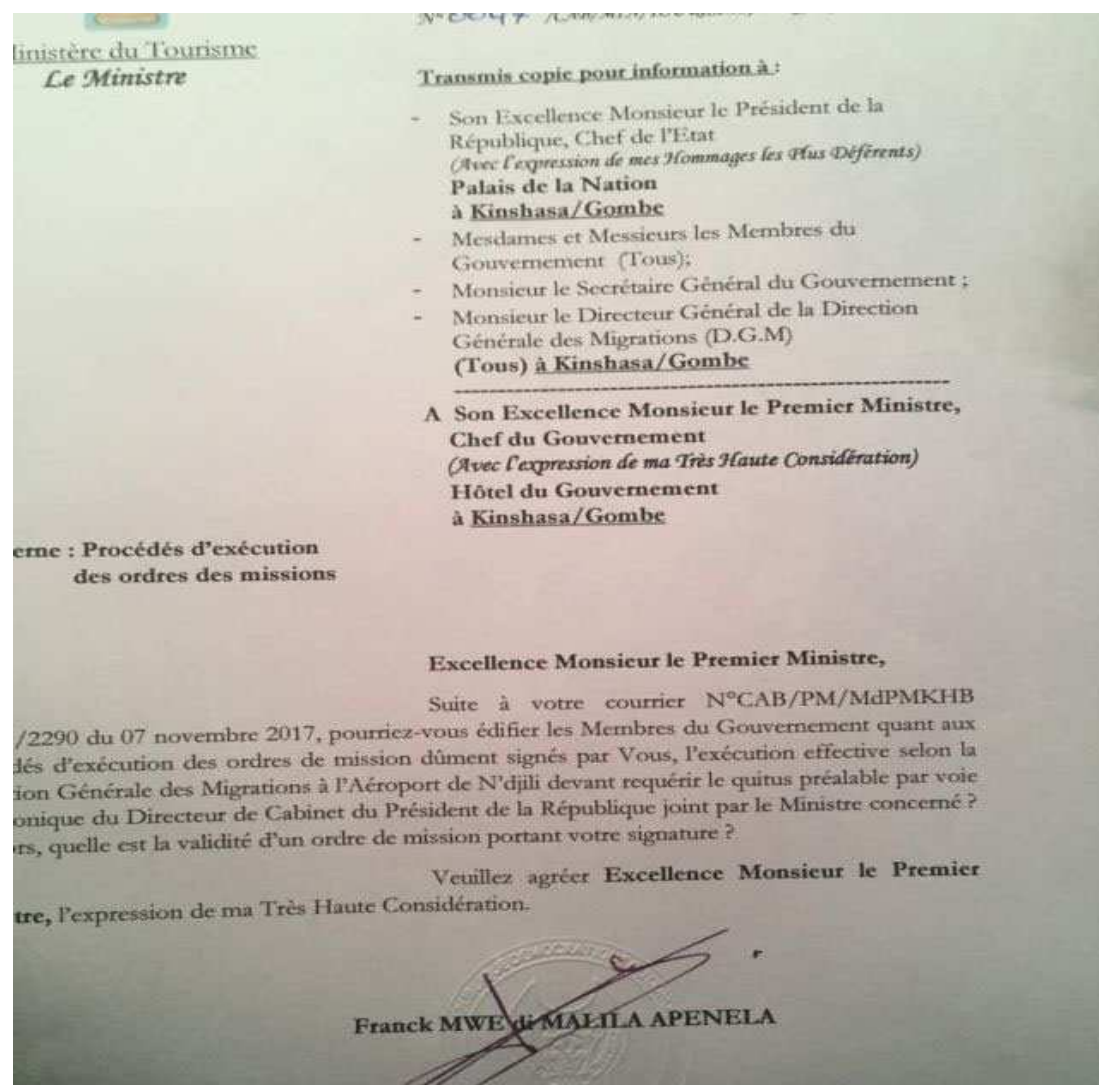 Ministère du Tourisme
Le Ministre
Transmis copie pour information à :
- Son Excellence Monsieur le Président de la
République, Chef de l'Etat
(Avec l'expression de mes Hommages les Plus Déférents)
Palais de la Nation
à Kinshasa/Gombe
- Mesdames et Messieurs les Membres du
Gouvernement (Tous);
- Monsieur le Secrétaire Général du Gouvernement ;
- Monsieur le Directeur Général de la Direction
Générale des Migrations (D.G.M)
(Tous) à Kinshasa/Gombe
A Son Excellence Monsieur le Premier Ministre,
Chef du Gouvernement
(Avec l'expression de ma Très Haute Considération)
Hôtel du Gouvernement
à Kinshasa/Gombe
erne : Procédés d'exécution
des ordres des missions
Excellence Monsieur le Premier Ministre,
Suite à votre courrier N°CAB/PM/MdPMKHB
/2290 du 07 novembre 2017, pourriez-vous édifier les Membres du Gouvernement quant aux
dés d'exécution des ordres de mission dûment signés par Vous, l'exécution effective selon la
ion Générale des Migrations à l'Aéroport de N'djili devant requérir le quitus préalable par voie
onique du Directeur de Cabinet du Président de la République joint par le Ministre concerné ?
rs, quelle est la validité d'un ordre de mission portant votre signature ?
Veuillez agréer Excellence Monsieur le Premier
tre, l'expression de ma Très Haute Considération.
Franck MWE di MALILA APENELA